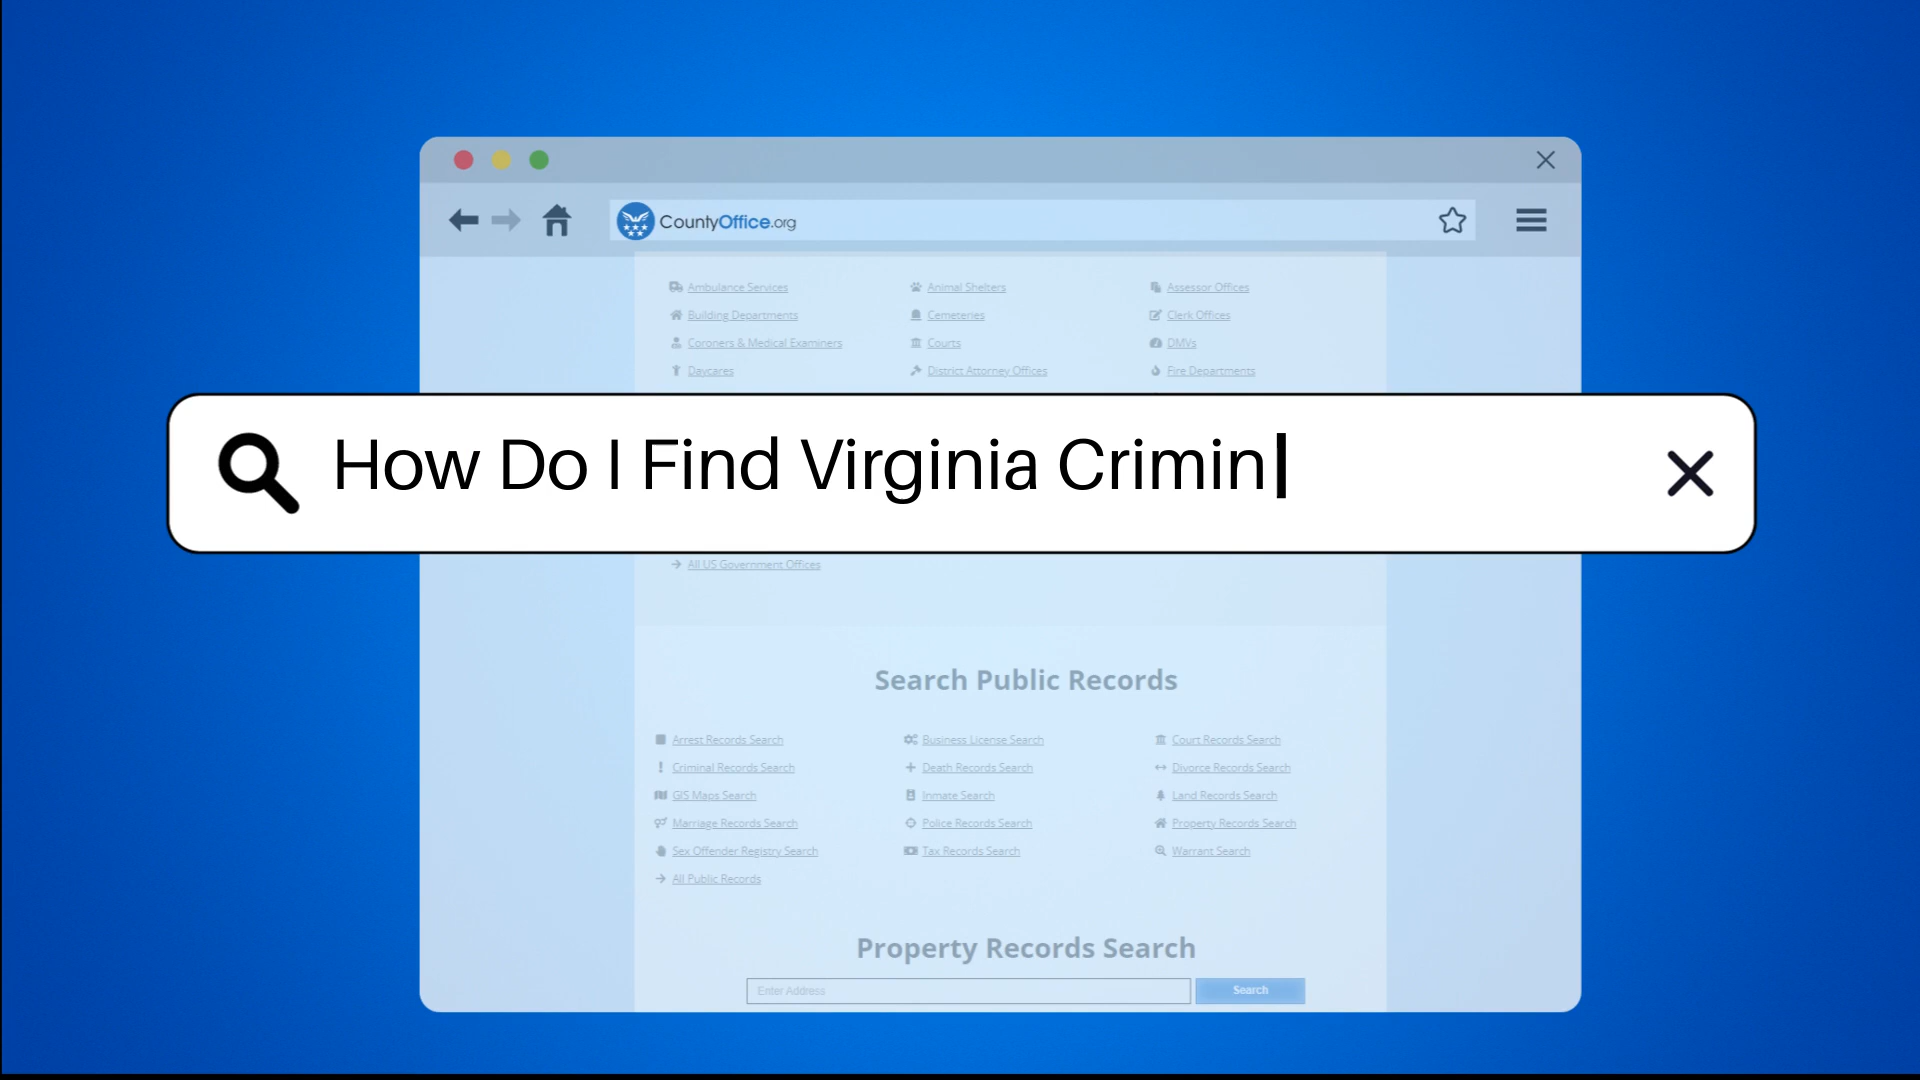 CountyOffice.org
Ambulance Services
Animal Shelters
Assessor Offices
Building Departments
Cemeteries
Clerk Offices
Coroners & Medical Examiners
Courts
DMVs
Daycares
District Attorney Offices
Fire Departments
How Do I Find Virginia Crimin
All US Government Offices
Search Public Records
Arrest Records Search
Business License Search
Court Records Search
Criminal Records Search
Death Records Search
Divorce Records Search
GIS Maps Search
Inmate Search
Land Records Search
Marriage Records Search
Police Records Search
Property Records Search
Sex Offender Registry Search
Tax Records Search
Warrant Search
All Public Records
Property Records Search
Enter Address
Search